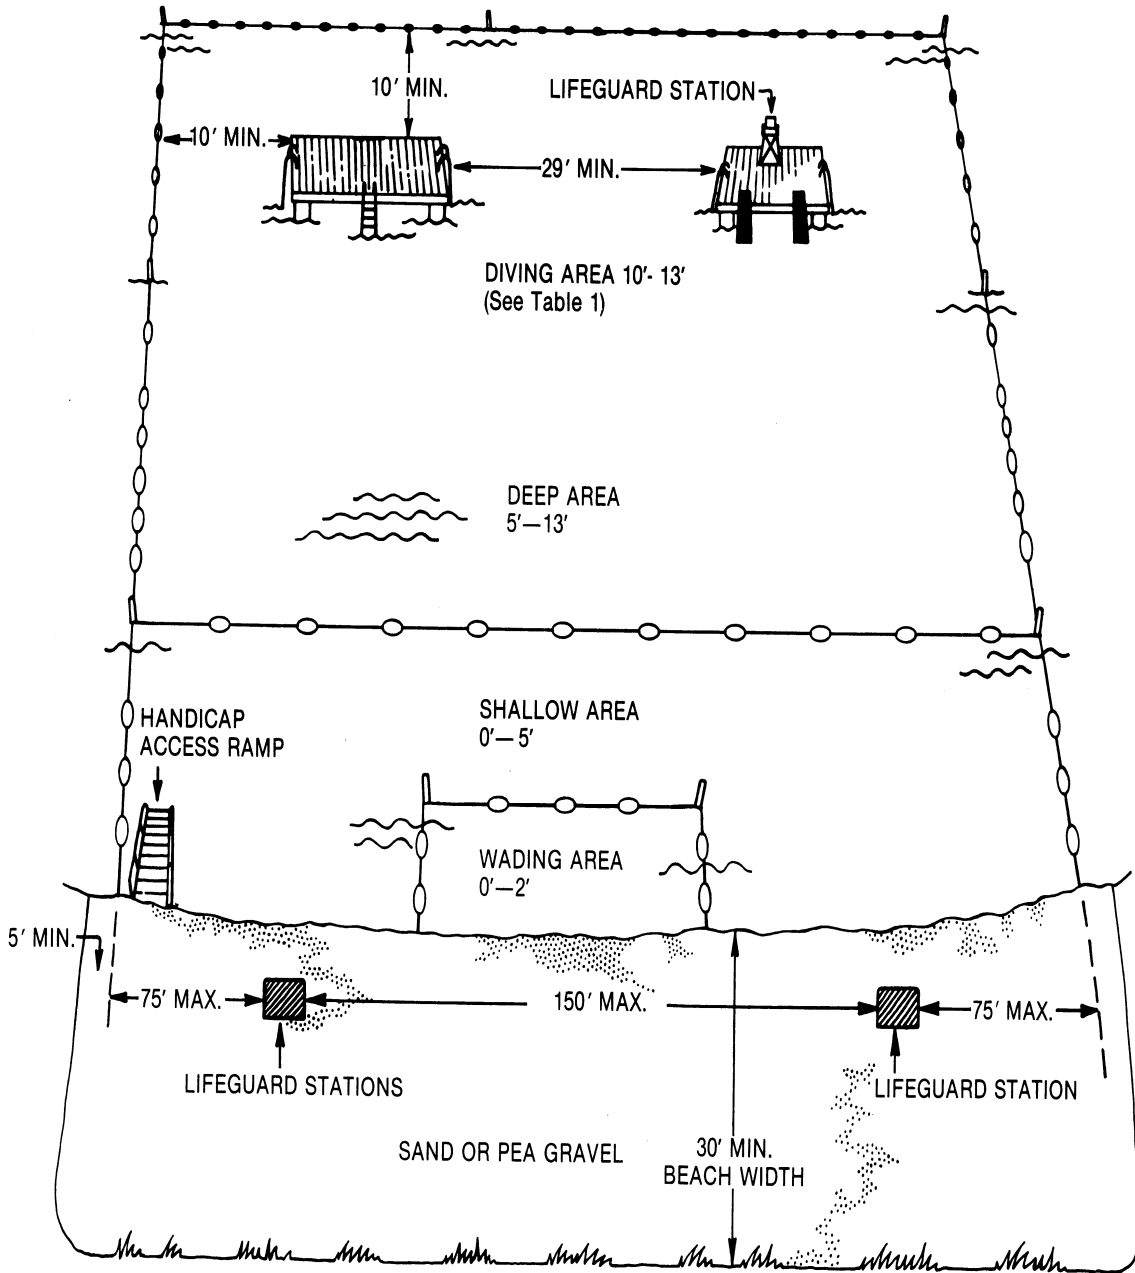 10' MIN.
LIFEGUARD STATION
10' MIN.
29' MIN.
DIVING AREA 10'- 13'
(See Table 1)
DEEP AREA
5'—13'
SHALLOW AREA
0'—5'
HANDICAP
ACCESS RAMP
WADING AREA
0'—2'
5' MIN.
75' MAX.
150' MAX.
75' MAX.
LIFEGUARD STATIONS
LIFEGUARD STATION
SAND OR PEA GRAVEL
30' MIN.
BEACH WIDTH